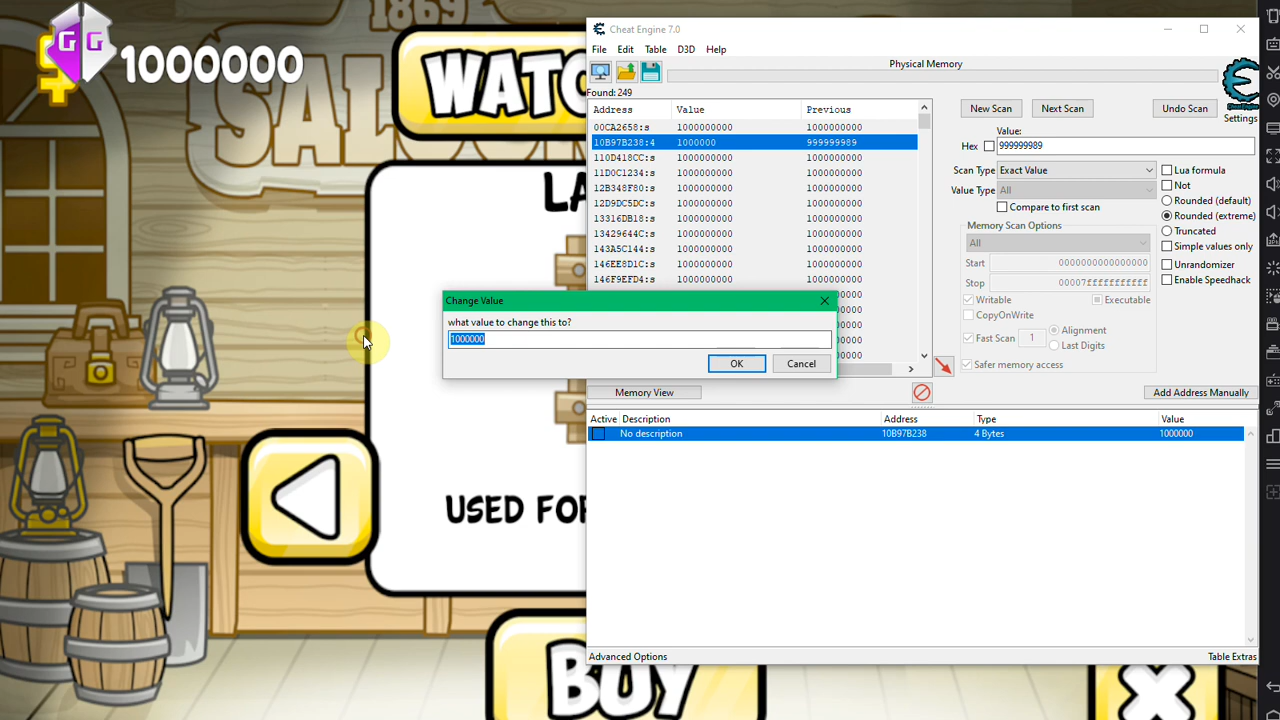 1869
SALOON
G G
1000000
WATC
LA
USED FOR
BUY
Cheat Engine 7.0
File Edit Table D3D Help
Physical Memory
Found: 249
Address Value Previous
00CA2658:s 1000000000 1000000000
10B97B238:4 1000000 999999989
110D418CC:s 1000000000 1000000000
11D0C1234:s 1000000000 1000000000
12B348F80:s 1000000000 1000000000
12D9DC5DC:s 1000000000 1000000000
13316DB18:s 1000000000 1000000000
13429644C:s 1000000000 1000000000
143A5C144:s 1000000000 1000000000
146EE8D1C:s 1000000000 1000000000
146F9EFD4:s 1000000000 1000000000
New Scan Next Scan Undo Scan
Settings
Value:
Hex 999999989
Scan Type Exact Value
Value Type All
Compare to first scan
Lua formula
Not
Rounded (default)
Rounded (extreme)
Truncated
Simple values only
Unrandomizer
Enable Speedhack
Memory Scan Options
All
Start 0000000000000000
Stop 00007fffffffffff
Writable Executable
CopyOnWrite
Fast Scan 1 Alignment
Last Digits
Safer memory access
Change Value
what value to change this to?
1000000
OK Cancel
Memory View Add Address Manually
Active Description Address Type Value
No description 10B97B238 4 Bytes 1000000
Advanced Options Table Extras